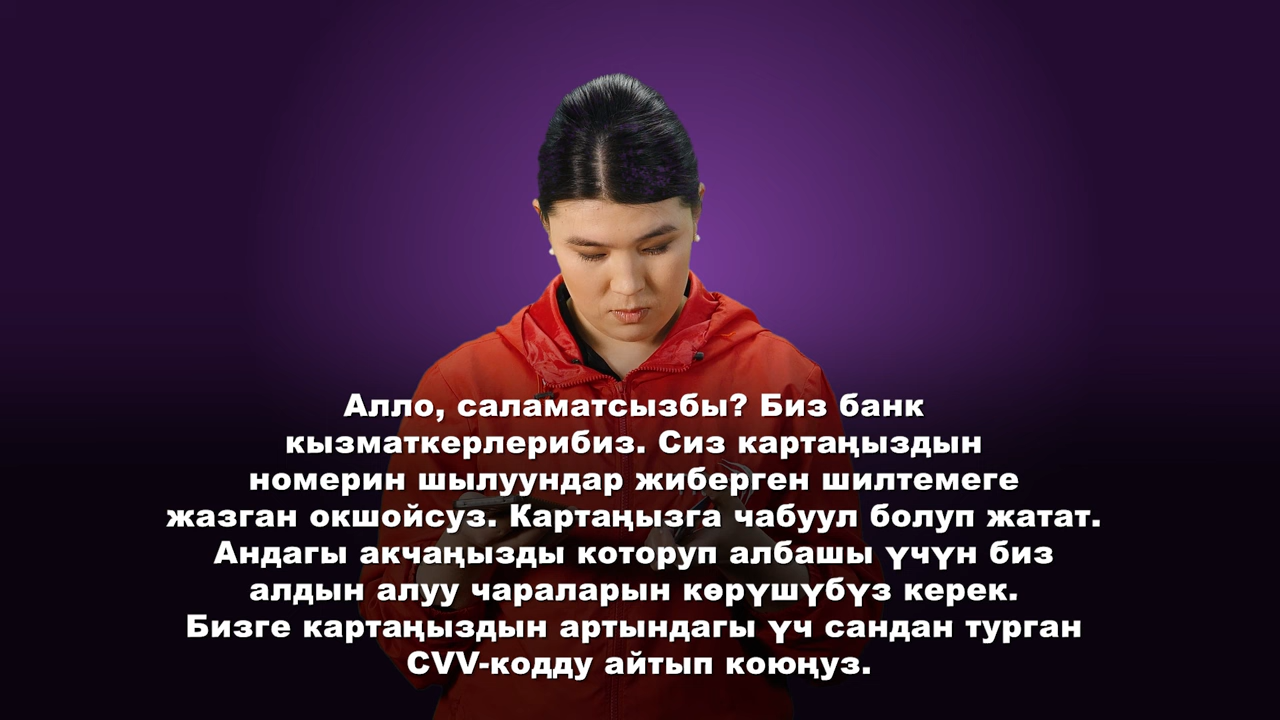 Алло, саламатсызбы? Биз банк
кызматкерлерибиз. Сиз картаңыздын
номерин шылуундар жиберген шилтемеге
жазган окшойсуз. Картаңызга чабуул болуп жатат.
Андагы акчаңызды которуп албашы үчүн биз
алдын алуу чараларын көрүшүбүз керек.
Бизге картаңыздын артындагы үч сандан турган
CVV-кодду айтып коюңуз.